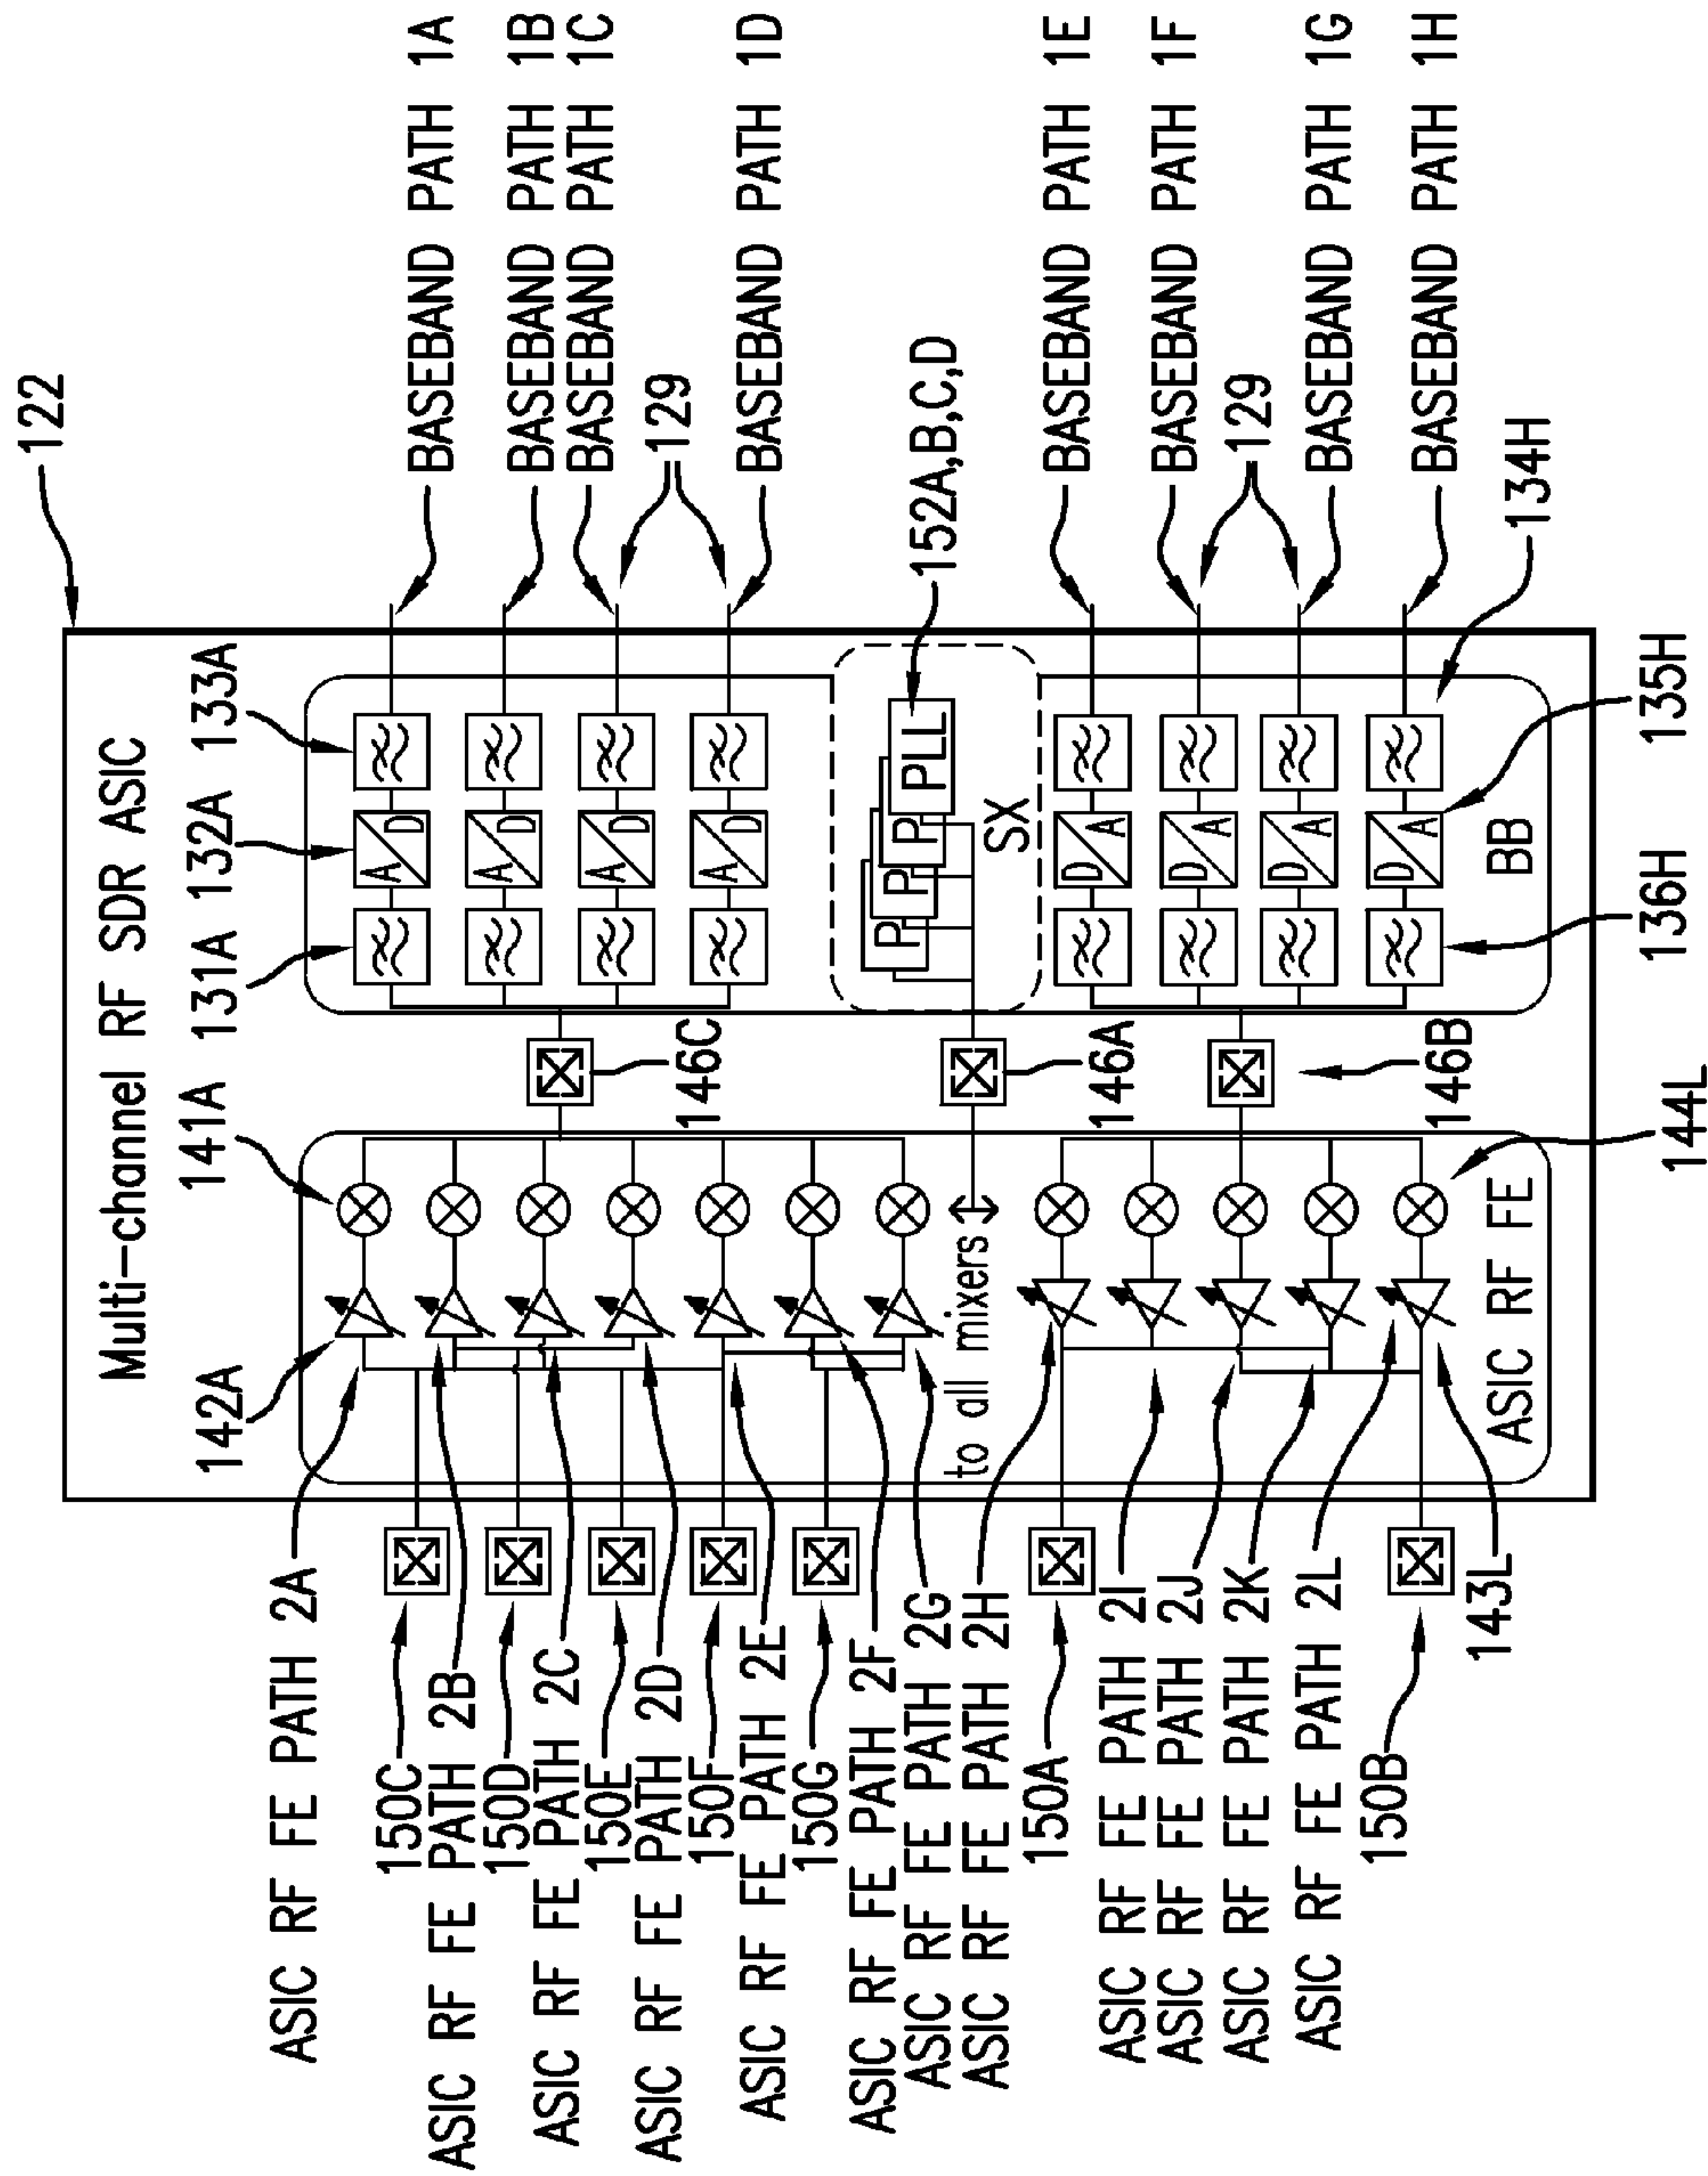 122
Multi-channel RF SDR ASIC
142A
141A
131A
132A
133A
ASIC RF FE PATH 2A
150C
ASIC RF FE PATH 2B
150D
ASIC RF FE PATH 2C
150E
ASIC RF FE PATH 2D
150F
ASIC RF FE PATH 2E
150G
ASIC RF FE PATH 2F
ASIC RF FE PATH 2G
ASIC RF FE PATH 2H
150A
ASIC RF FE PATH 2I
ASIC RF FE PATH 2J
ASIC RF FE PATH 2K
ASIC RF FE PATH 2L
150B
143L
to all mixers
ASIC RF FE
144L
146C
146A
146B
A
D
A
D
A
D
A
D
P
P
P
PLL
SX
D
A
D
A
D
A
D
A
BB
136H
135H
134H
BASEBAND PATH 1A
BASEBAND PATH 1B
BASEBAND PATH 1C
129
BASEBAND PATH 1D
152A,B,C,D
BASEBAND PATH 1E
BASEBAND PATH 1F
129
BASEBAND PATH 1G
BASEBAND PATH 1H